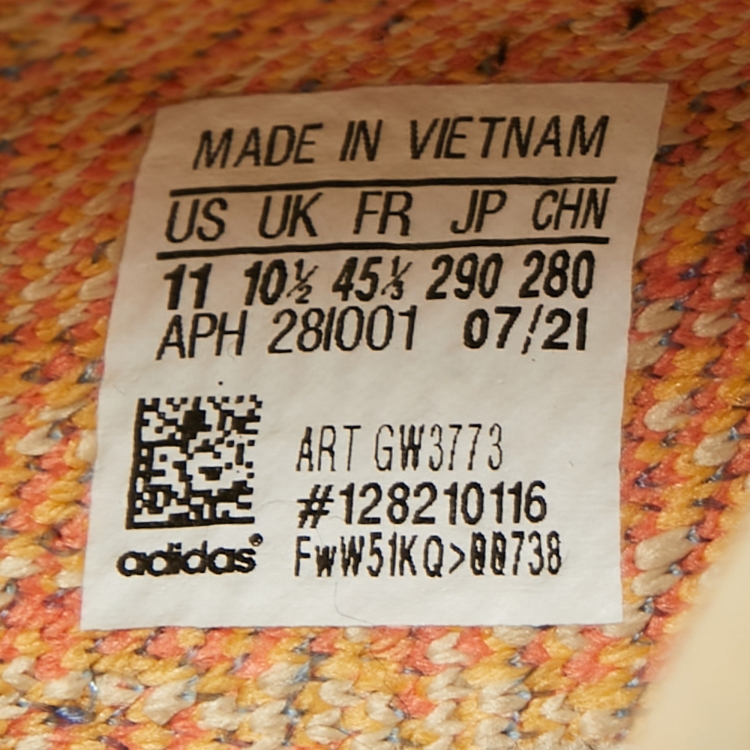 MADE IN VIETNAM
US UK FR JP CHN
11 10½ 45⅓ 290 280
APH 28I001 07/21
ART GW3773
#128210116
adidas® FwW51KQ>00738